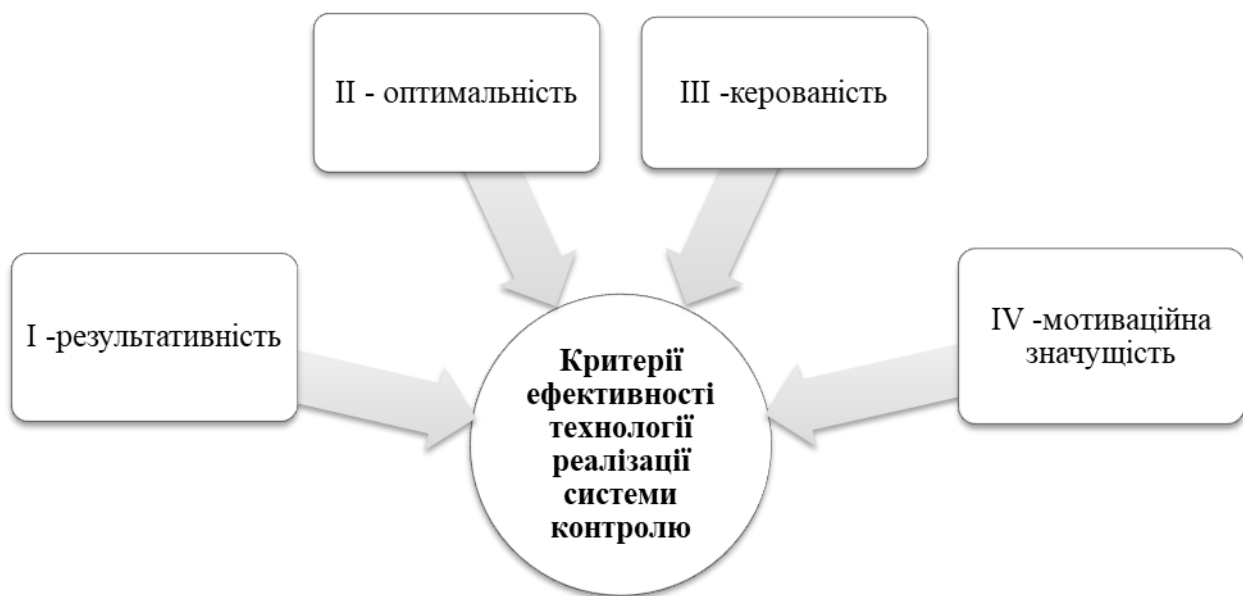 II - оптимальність
III -керованість
I -результативність
IV -мотиваційна
значущість
Критерії
ефективності
технології
реалізації
системи
контролю